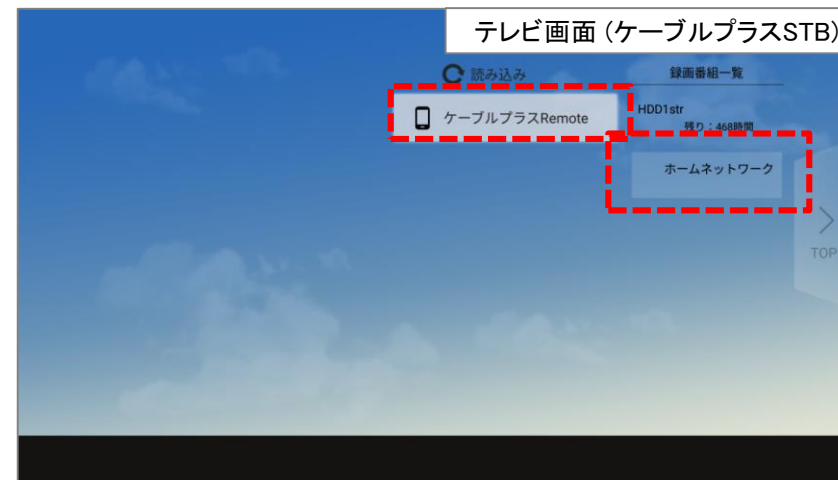 テレビ画面 (ケーブルプラスSTB)
読み込み
録画番組一覧
ケーブルプラスRemote
HDD1str
残り：468時間
ホームネットワーク
TOP